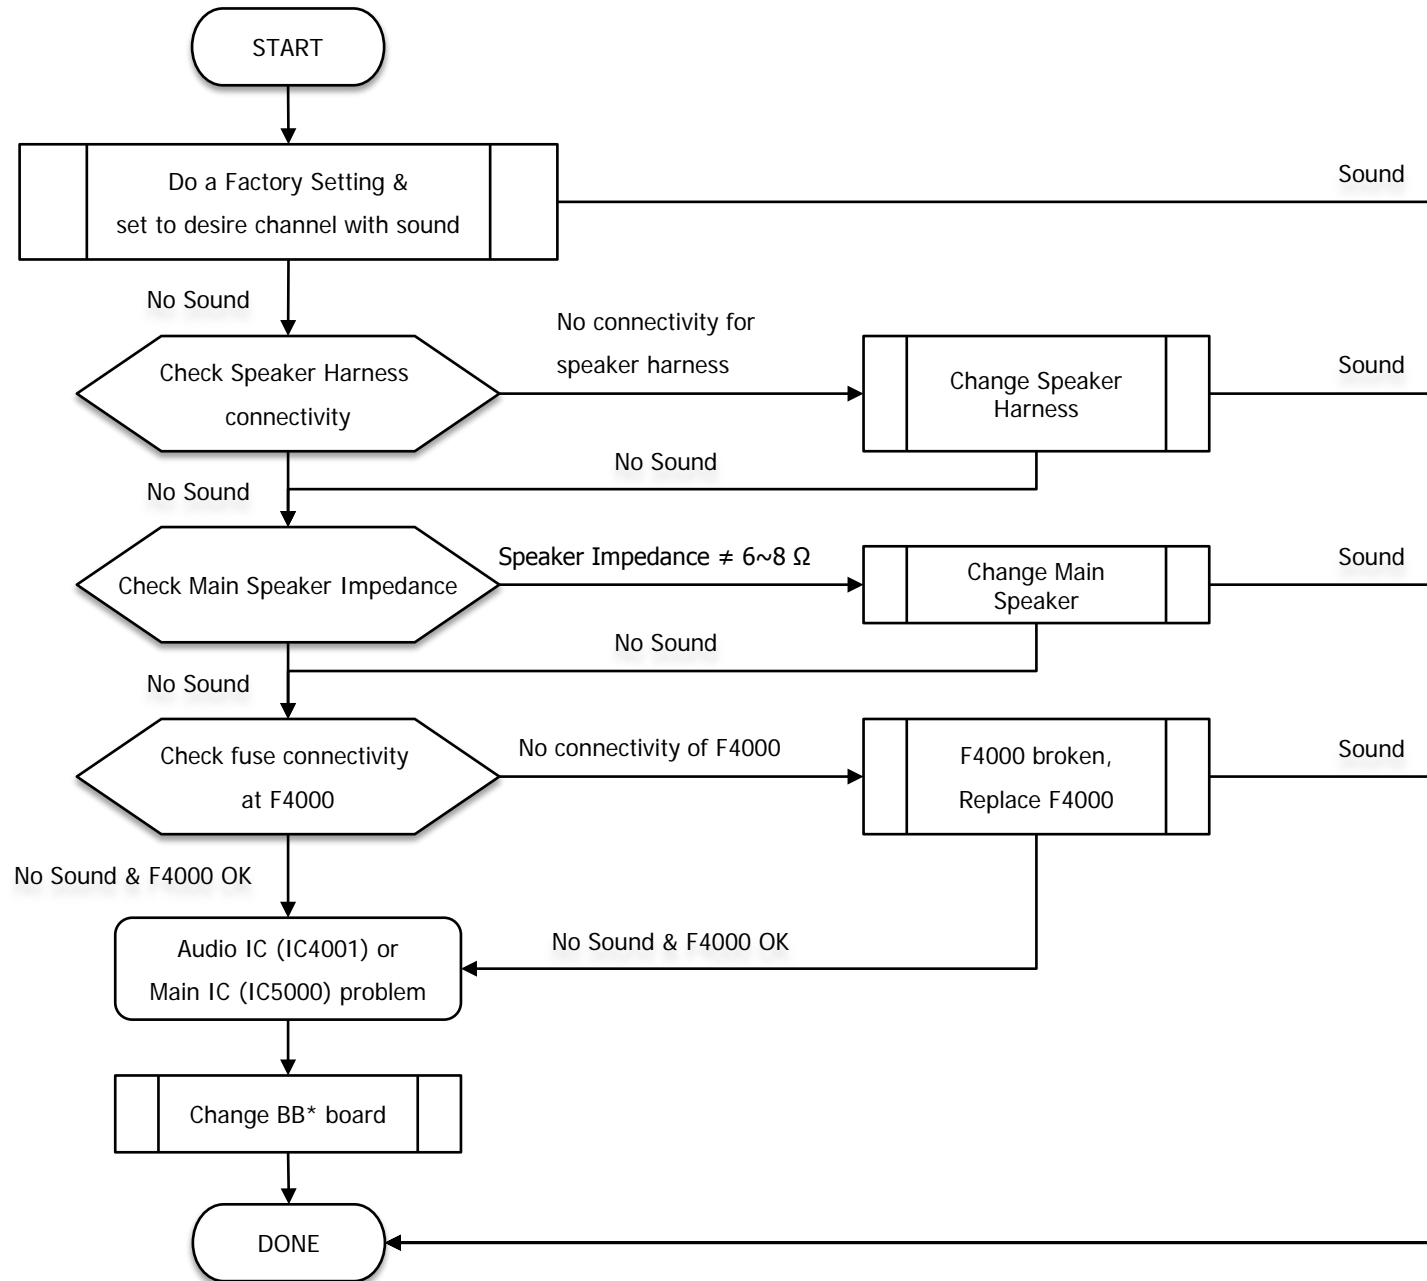 START
Do a Factory Setting &
set to desire channel with sound
Sound
No Sound
No connectivity for
speaker harness
Check Speaker Harness
connectivity
Change Speaker
Harness
Sound
No Sound
No Sound
Check Main Speaker Impedance
Speaker Impedance ≠ 6~8 Ω
Change Main
Speaker
Sound
No Sound
No Sound
Check fuse connectivity
at F4000
No connectivity of F4000
F4000 broken,
Replace F4000
Sound
No Sound & F4000 OK
Audio IC (IC4001) or
Main IC (IC5000) problem
No Sound & F4000 OK
Change BB* board
DONE